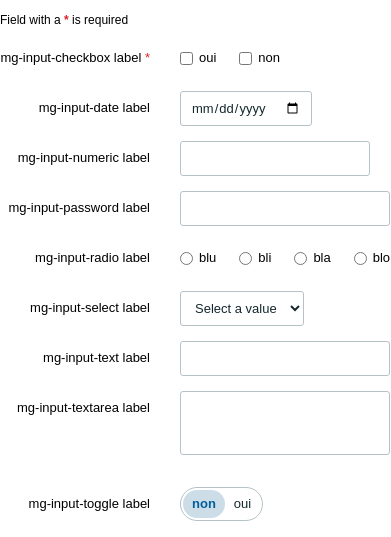 Field with a * is required
mg-input-checkbox label * oui non
mg-input-date label mm/dd/yyyy
mg-input-numeric label
mg-input-password label
mg-input-radio label blu bli bla blo
mg-input-select label Select a value
mg-input-text label
mg-input-textarea label
mg-input-toggle label non oui